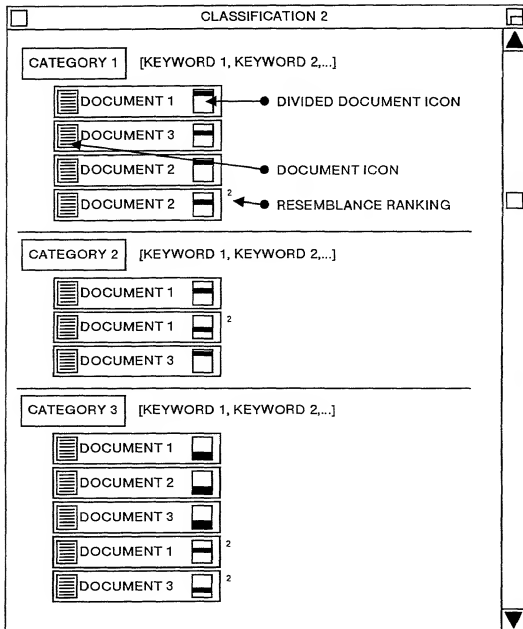 CLASSIFICATION 2
CATEGORY 1 [KEYWORD 1, KEYWORD 2,...]
DOCUMENT 1 DIVIDED DOCUMENT ICON
DOCUMENT 3
DOCUMENT 2 DOCUMENT ICON
DOCUMENT 2 2 RESEMBLANCE RANKING
CATEGORY 2 [KEYWORD 1, KEYWORD 2,...]
DOCUMENT 1
DOCUMENT 1 2
DOCUMENT 3
CATEGORY 3 [KEYWORD 1, KEYWORD 2,...]
DOCUMENT 1
DOCUMENT 2
DOCUMENT 3
DOCUMENT 1 2
DOCUMENT 3 2